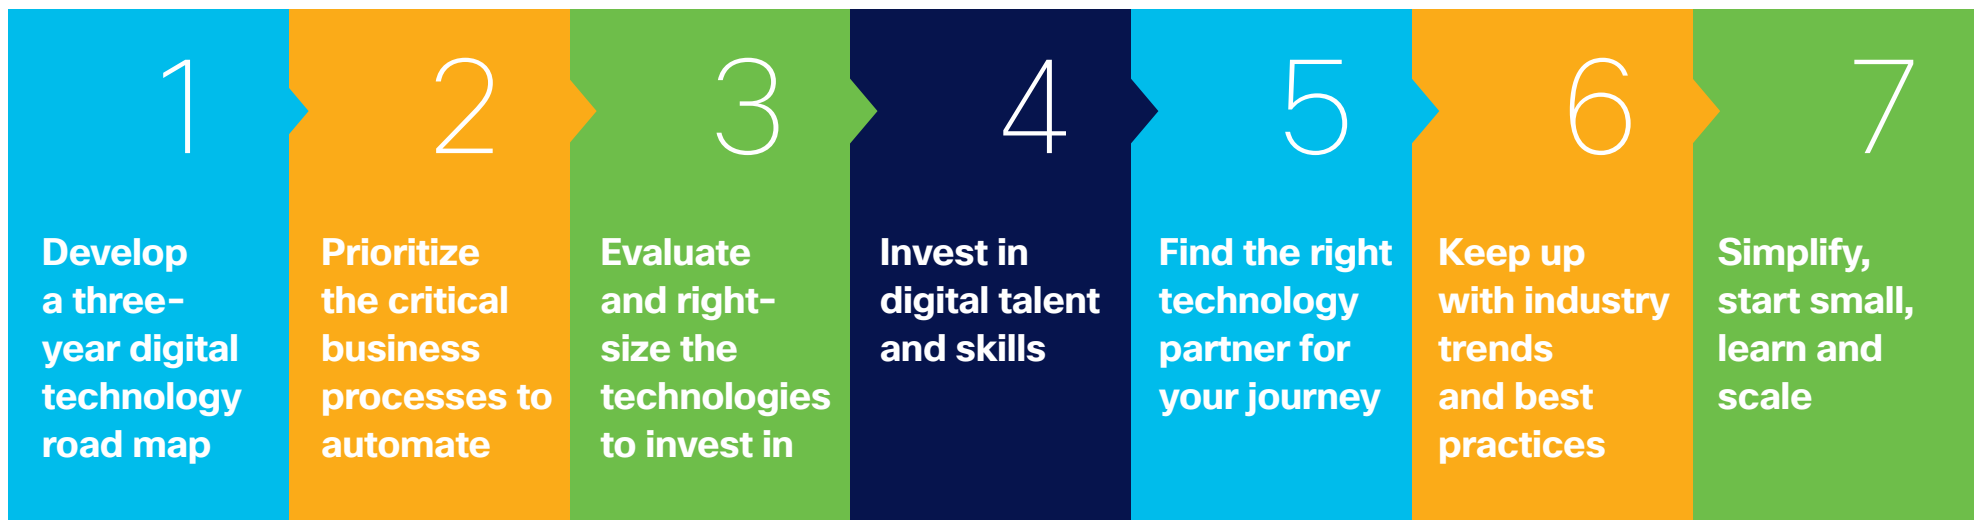 1
Develop
a three-
year digital
technology
road map
2
Prioritize
the critical
business
processes to
automate
3
Evaluate
and right-
size the
technologies
to invest in
4
Invest in
digital talent
and skills
5
Find the right
technology
partner for
your journey
6
Keep up
with industry
trends
and best
practices
7
Simplify,
start small,
learn and
scale